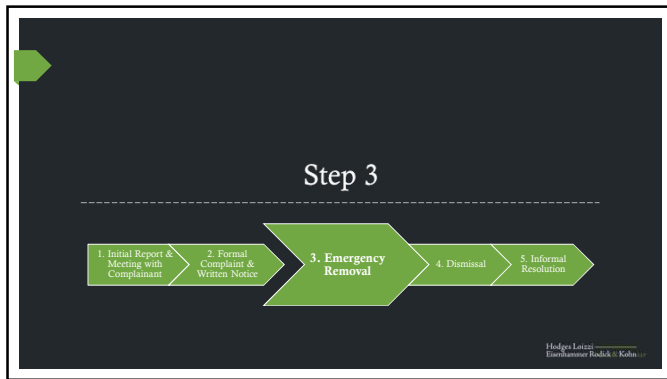 Step 3
1. Initial Report &
Meeting with
Complainant
2. Formal
Complaint &
Written Notice
3. Emergency
Removal
4. Dismissal
5. Informal
Resolution
Hodges Loizzi
Eisenhammer Rodick & Kohn LLP